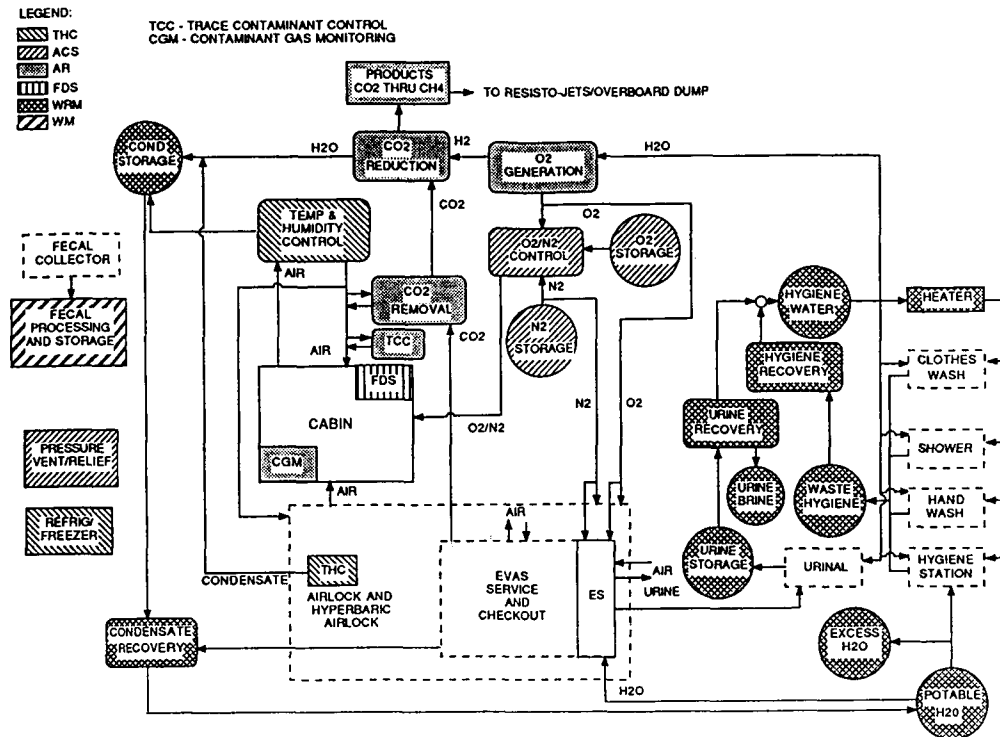 LEGEND:
THC
ACS
AR
FDS
WRM
WM
TCC - TRACE CONTAMINANT CONTROL
CGM - CONTAMINANT GAS MONITORING
PRODUCTS
CO2 THRU CH4
TO RESISTO-JETS/OVERBOARD DUMP
COND
STORAGE
H2O
CO2
REDUCTION
H2
O2
GENERATION
H2O
CO2
O2
TEMP &
HUMIDITY
CONTROL
O2/N2
CONTROL
O2
STORAGE
FECAL
COLLECTOR
AIR
N2
HYGIENE
WATER
HEATER
CO2
REMOVAL
CO2
FECAL
PROCESSING
AND STORAGE
N2
STORAGE
TCC
AIR
HYGIENE
RECOVERY
CLOTHES
WASH
FDS
CABIN
N2
O2
URINE
RECOVERY
O2/N2
SHOWER
PRESSURE
VENT/RELIEF
CGM
URINE
BRINE
WASTE
HYGIENE
HAND
WASH
AIR
AIR
REFRIG/
FREEZER
URINE
STORAGE
URINAL
HYGIENE
STATION
CONDENSATE
THC
AIRLOCK AND
HYPERBARIC
AIRLOCK
EVAS
SERVICE
AND
CHECKOUT
ES
AIR
URINE
CONDENSATE
RECOVERY
EXCESS
H2O
H2O
POTABLE
H20